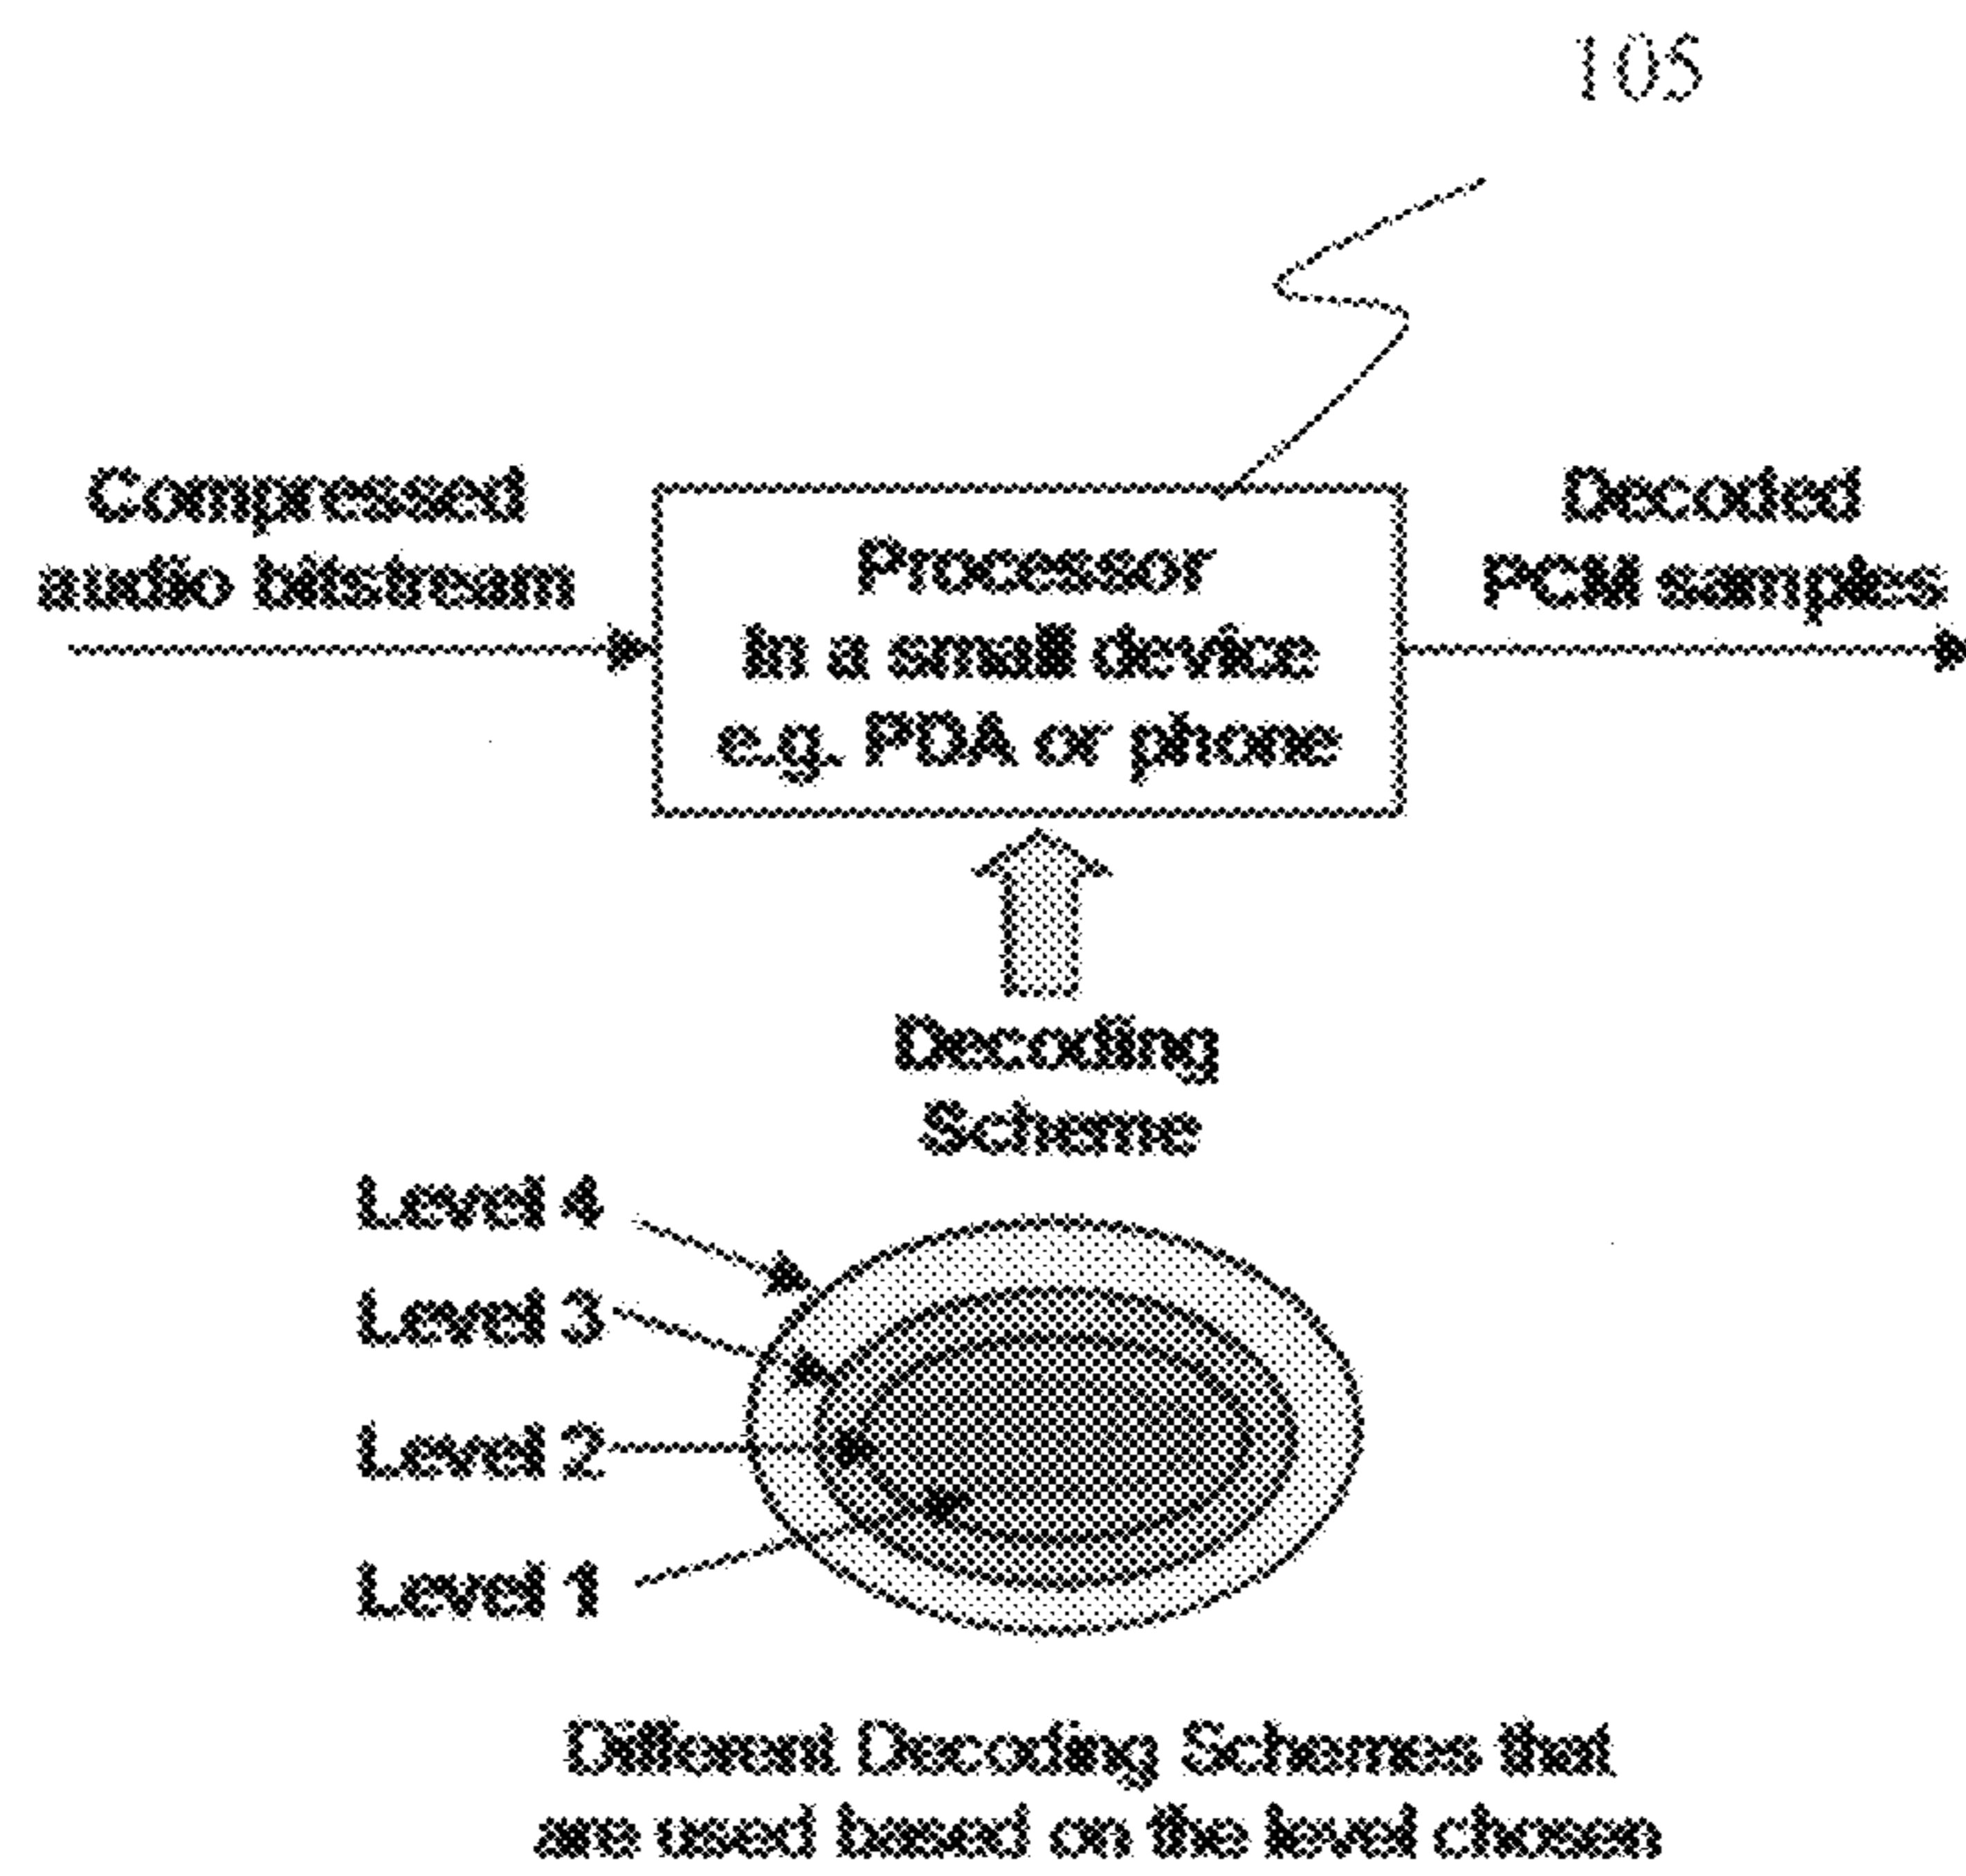 105
Compressed
audio bitstream
Processor
In a small device
e.g. PDA or phone
Decoded
PCM samples
Decoding
Scheme
Level 4
Level 3
Level 2
Level 1
Different Decoding Schemes that
are used based on the level chosen